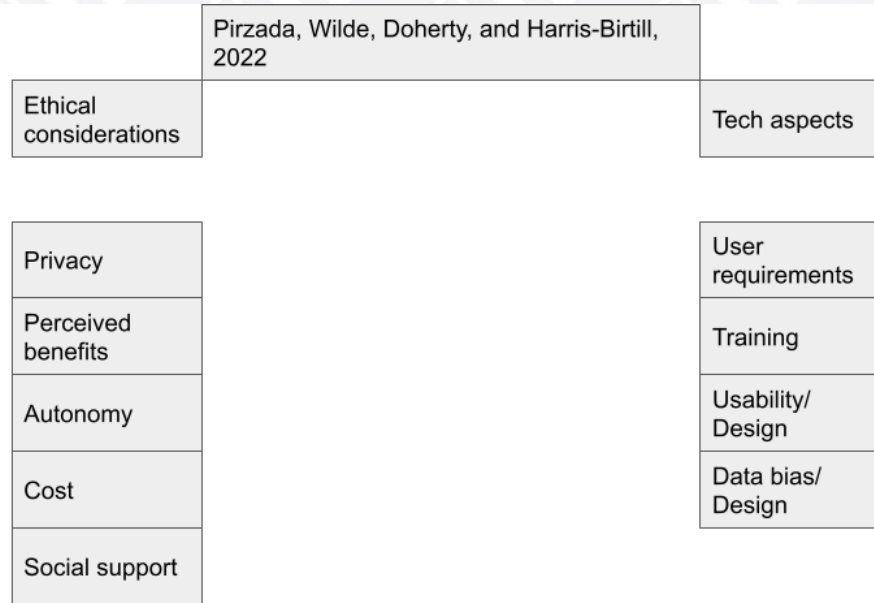 Pirzada, Wilde, Doherty, and Harris-Birtill,
2022
Ethical
considerations
Tech aspects
Privacy
Perceived
benefits
Autonomy
Cost
Social support
User
requirements
Training
Usability/
Design
Data bias/
Design